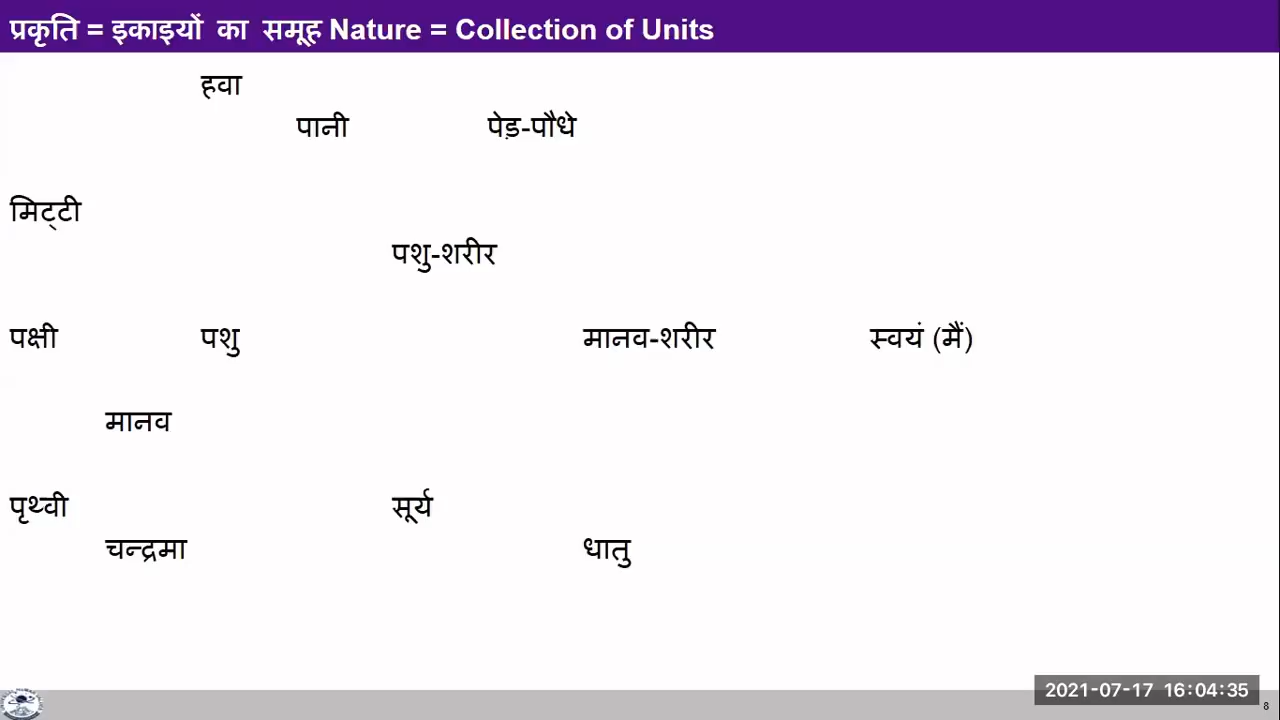 प्रकृति = इकाइयों का समूह Nature = Collection of Units
हवा
पानी पेड़-पौधे
मिट्टी
पशु-शरीर
पक्षी पशु मानव-शरीर स्वयं (मैं)
मानव
पृथ्वी सूर्य
चन्द्रमा धातु
2021-07-17 16:04:35
8